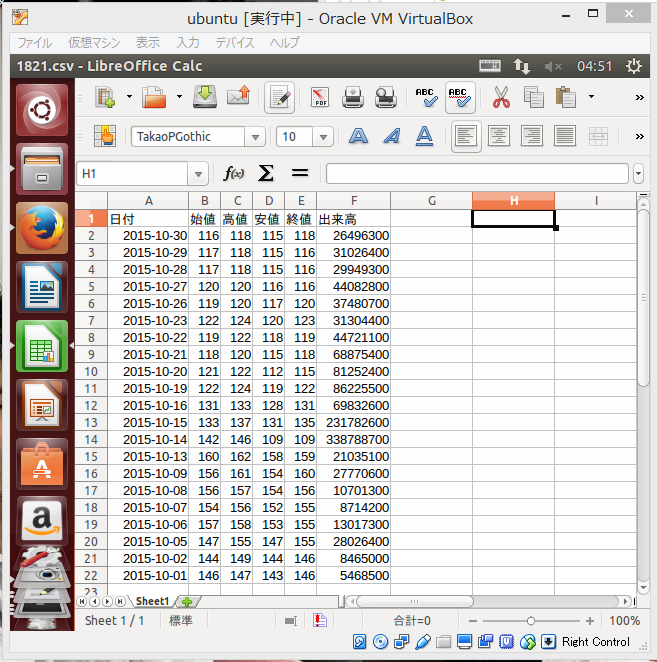 ubuntu [実行中] - Oracle VM VirtualBox
ファイル 仮想マシン 表示 入力 デバイス ヘルプ
1821.csv - LibreOffice Calc 04:51
PDF ABC ABC »
TakaoPGothic 10 A A A »
H1 f(x) Σ =
A B C D E F G H I
1 日付 始値 高値 安値 終値 出来高
2 2015-10-30 116 118 115 118 26496300
3 2015-10-29 117 118 115 116 31026400
4 2015-10-28 117 118 115 116 29949300
5 2015-10-27 120 120 116 116 44082800
6 2015-10-26 119 120 117 120 37480700
7 2015-10-23 122 124 120 123 31304400
8 2015-10-22 119 122 118 119 44721100
9 2015-10-21 118 120 115 118 68875400
10 2015-10-20 121 122 112 115 81252400
11 2015-10-19 122 124 119 122 86225500
12 2015-10-16 131 133 128 131 69832600
13 2015-10-15 133 137 131 135 231782600
14 2015-10-14 142 146 109 109 338788700
15 2015-10-13 160 162 158 159 21035100
16 2015-10-09 156 161 154 160 27770600
17 2015-10-08 156 157 154 156 10701300
18 2015-10-07 154 156 152 155 8714200
19 2015-10-06 157 158 153 155 13017300
20 2015-10-05 147 155 147 155 28026400
21 2015-10-02 144 149 144 146 8465000
22 2015-10-01 146 147 143 146 5468500
23
Sheet1
Sheet 1 / 1 標準 合計=0 100%
Right Control